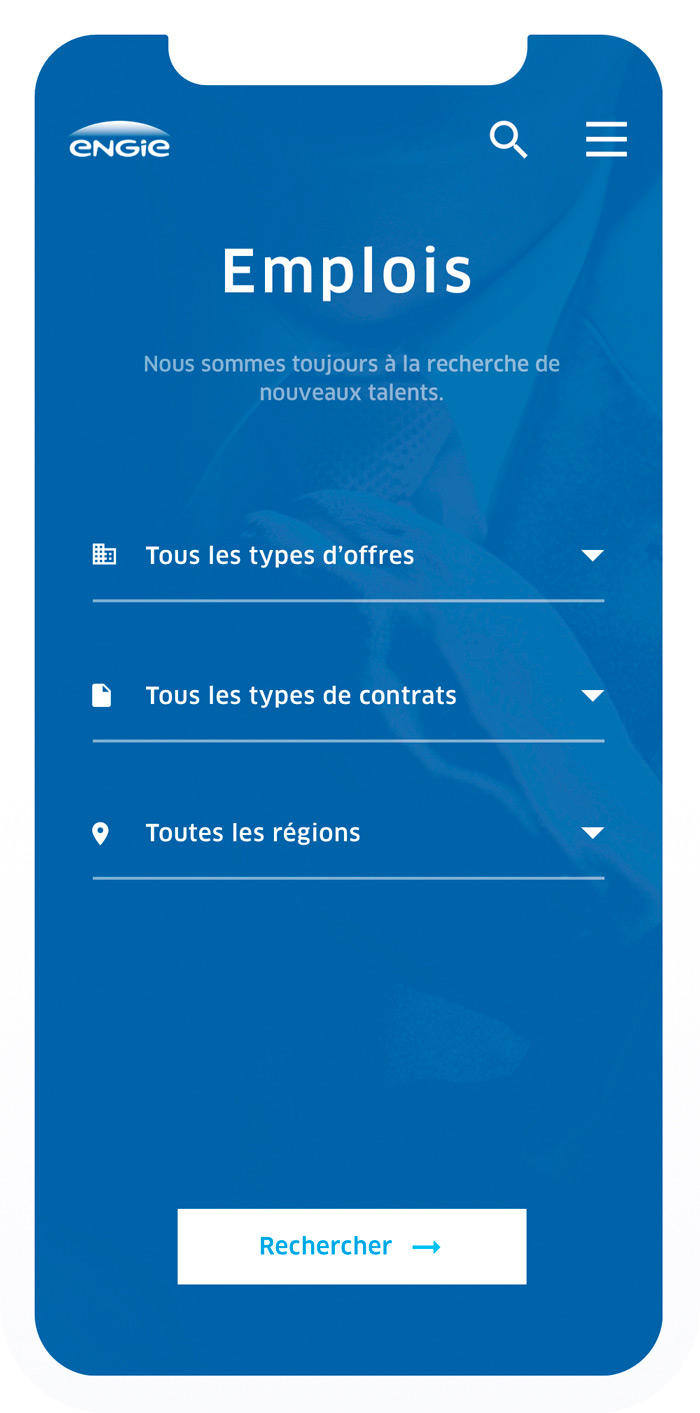 ENGIE
Emplois
Nous sommes toujours à la recherche de
nouveaux talents.
Tous les types d’offres
Tous les types de contrats
Toutes les régions
Rechercher